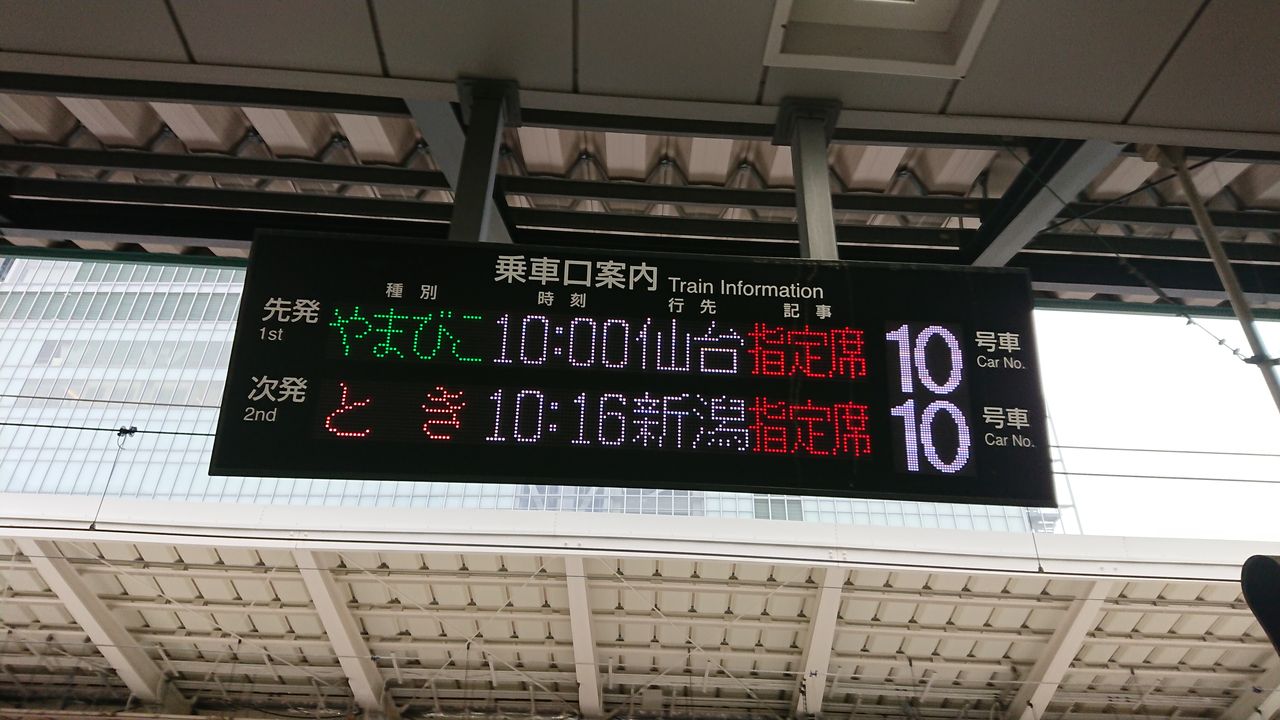 乗車口案内 Train Information
種別 時刻 行先 記事
先発 やまびこ 10:00 仙台 指定席 10 号車
1st Car No.
次発 とき 10:16 新潟 指定席 10 号車
2nd Car No.